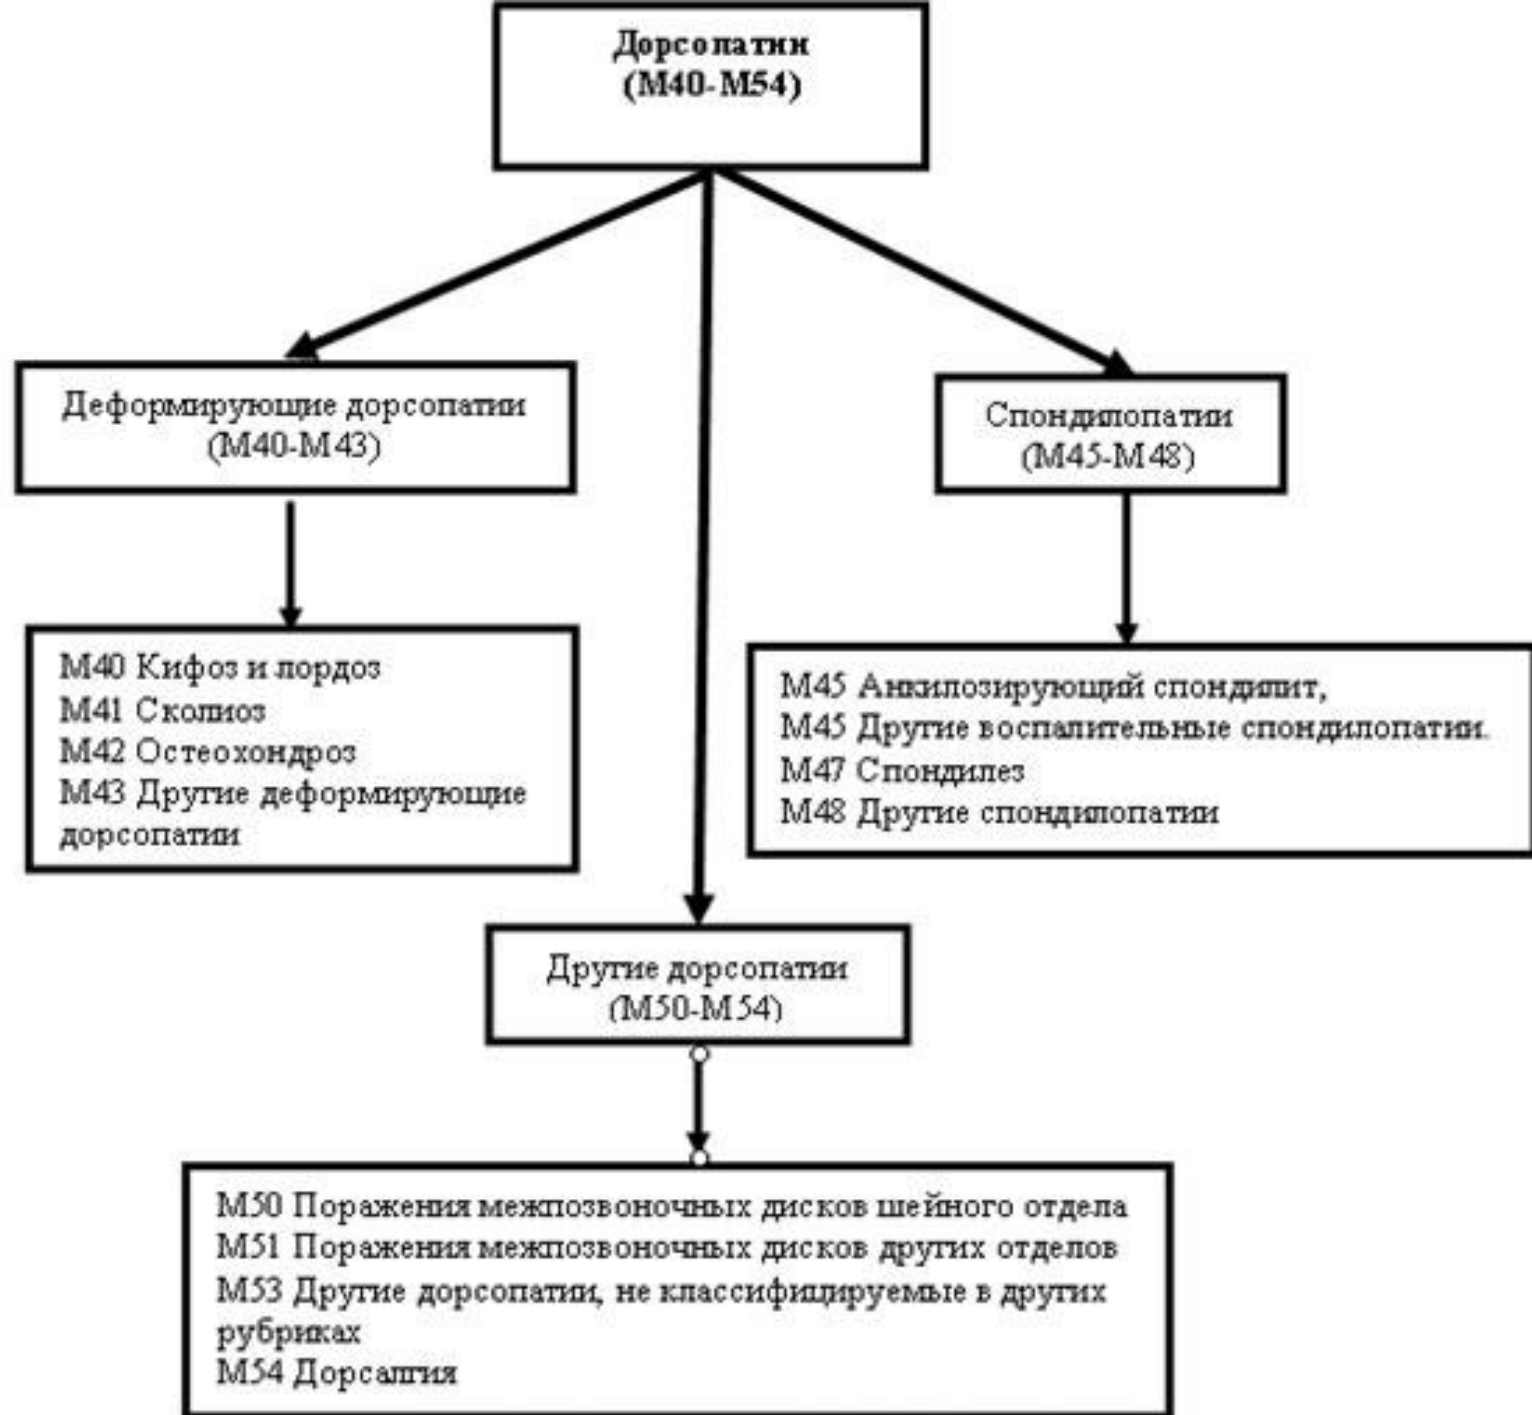 Дорсопатии
(М40-М54)
Деформирующие дорсопатии
(М40-М43)
Спондилопатии
(М45-М48)
М40 Кифоз и лордоз
М41 Сколиоз
М42 Остеохондроз
М43 Другие деформирующие
дорсопатии
М45 Анкилозирующий спондилит,
М45 Другие воспалительные спондилопатии.
М47 Спондилез
М48 Другие спондилопатии
Другие дорсопатии
(М50-М54)
М50 Поражения межпозвоночных дисков шейного отдела
М51 Поражения межпозвоночных дисков других отделов
М53 Другие дорсопатии, не классифицируемые в других
рубриках
М54 Дорсалгия